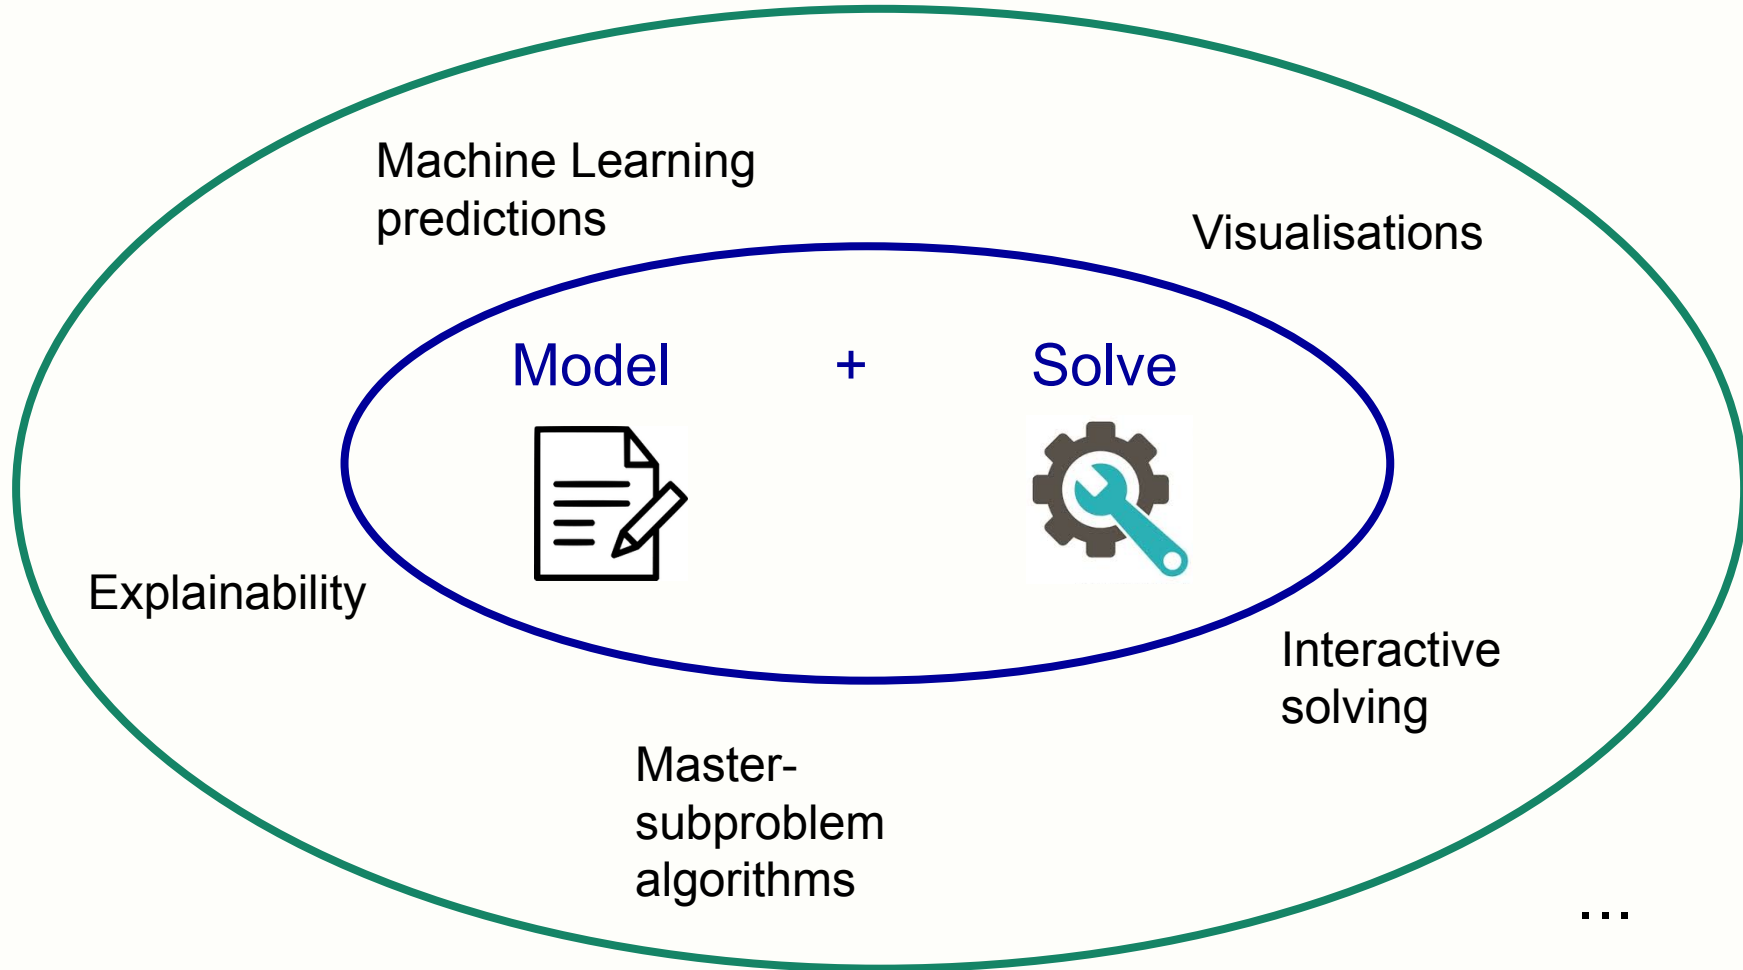 Machine Learning
predictions
Visualisations
Model + Solve
Explainability
Interactive
solving
Master-
subproblem
algorithms
...